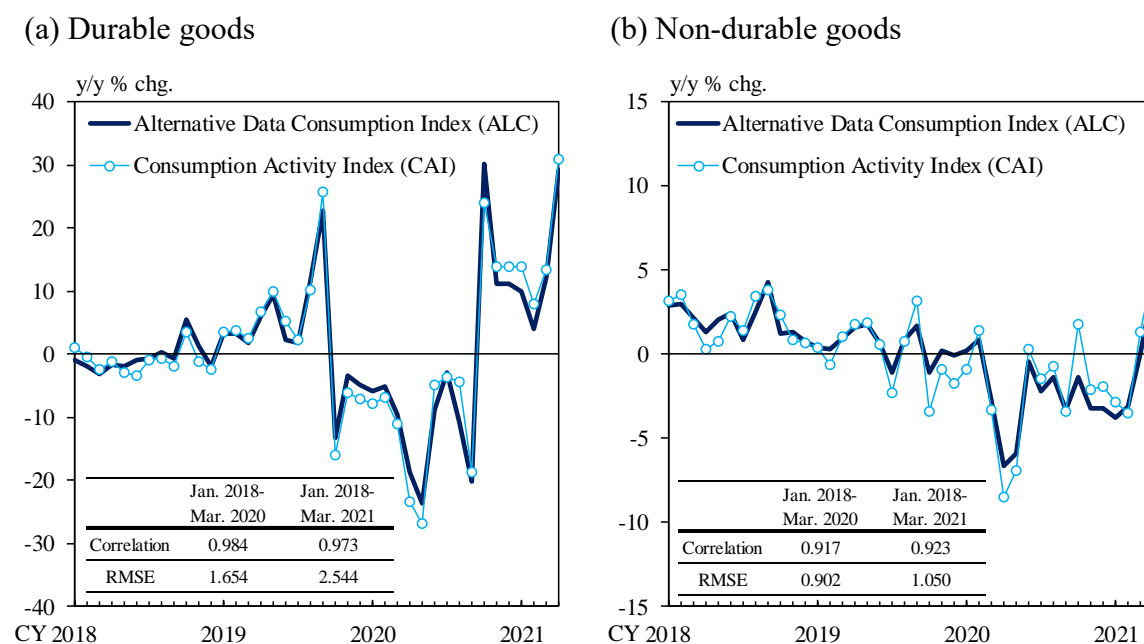 (a) Durable goods
y/y % chg.
40
30
20
10
0
-10
-20
-30
-40
Alternative Data Consumption Index (ALC)
Consumption Activity Index (CAI)
Jan. 2018-
Mar. 2020
Jan. 2018-
Mar. 2021
Correlation 0.984 0.973
RMSE 1.654 2.544
CY 2018 2019 2020 2021
(b) Non-durable goods
y/y % chg.
15
10
5
0
-5
-10
-15
Alternative Data Consumption Index (ALC)
Consumption Activity Index (CAI)
Jan. 2018-
Mar. 2020
Jan. 2018-
Mar. 2021
Correlation 0.917 0.923
RMSE 0.902 1.050
CY 2018 2019 2020 2021